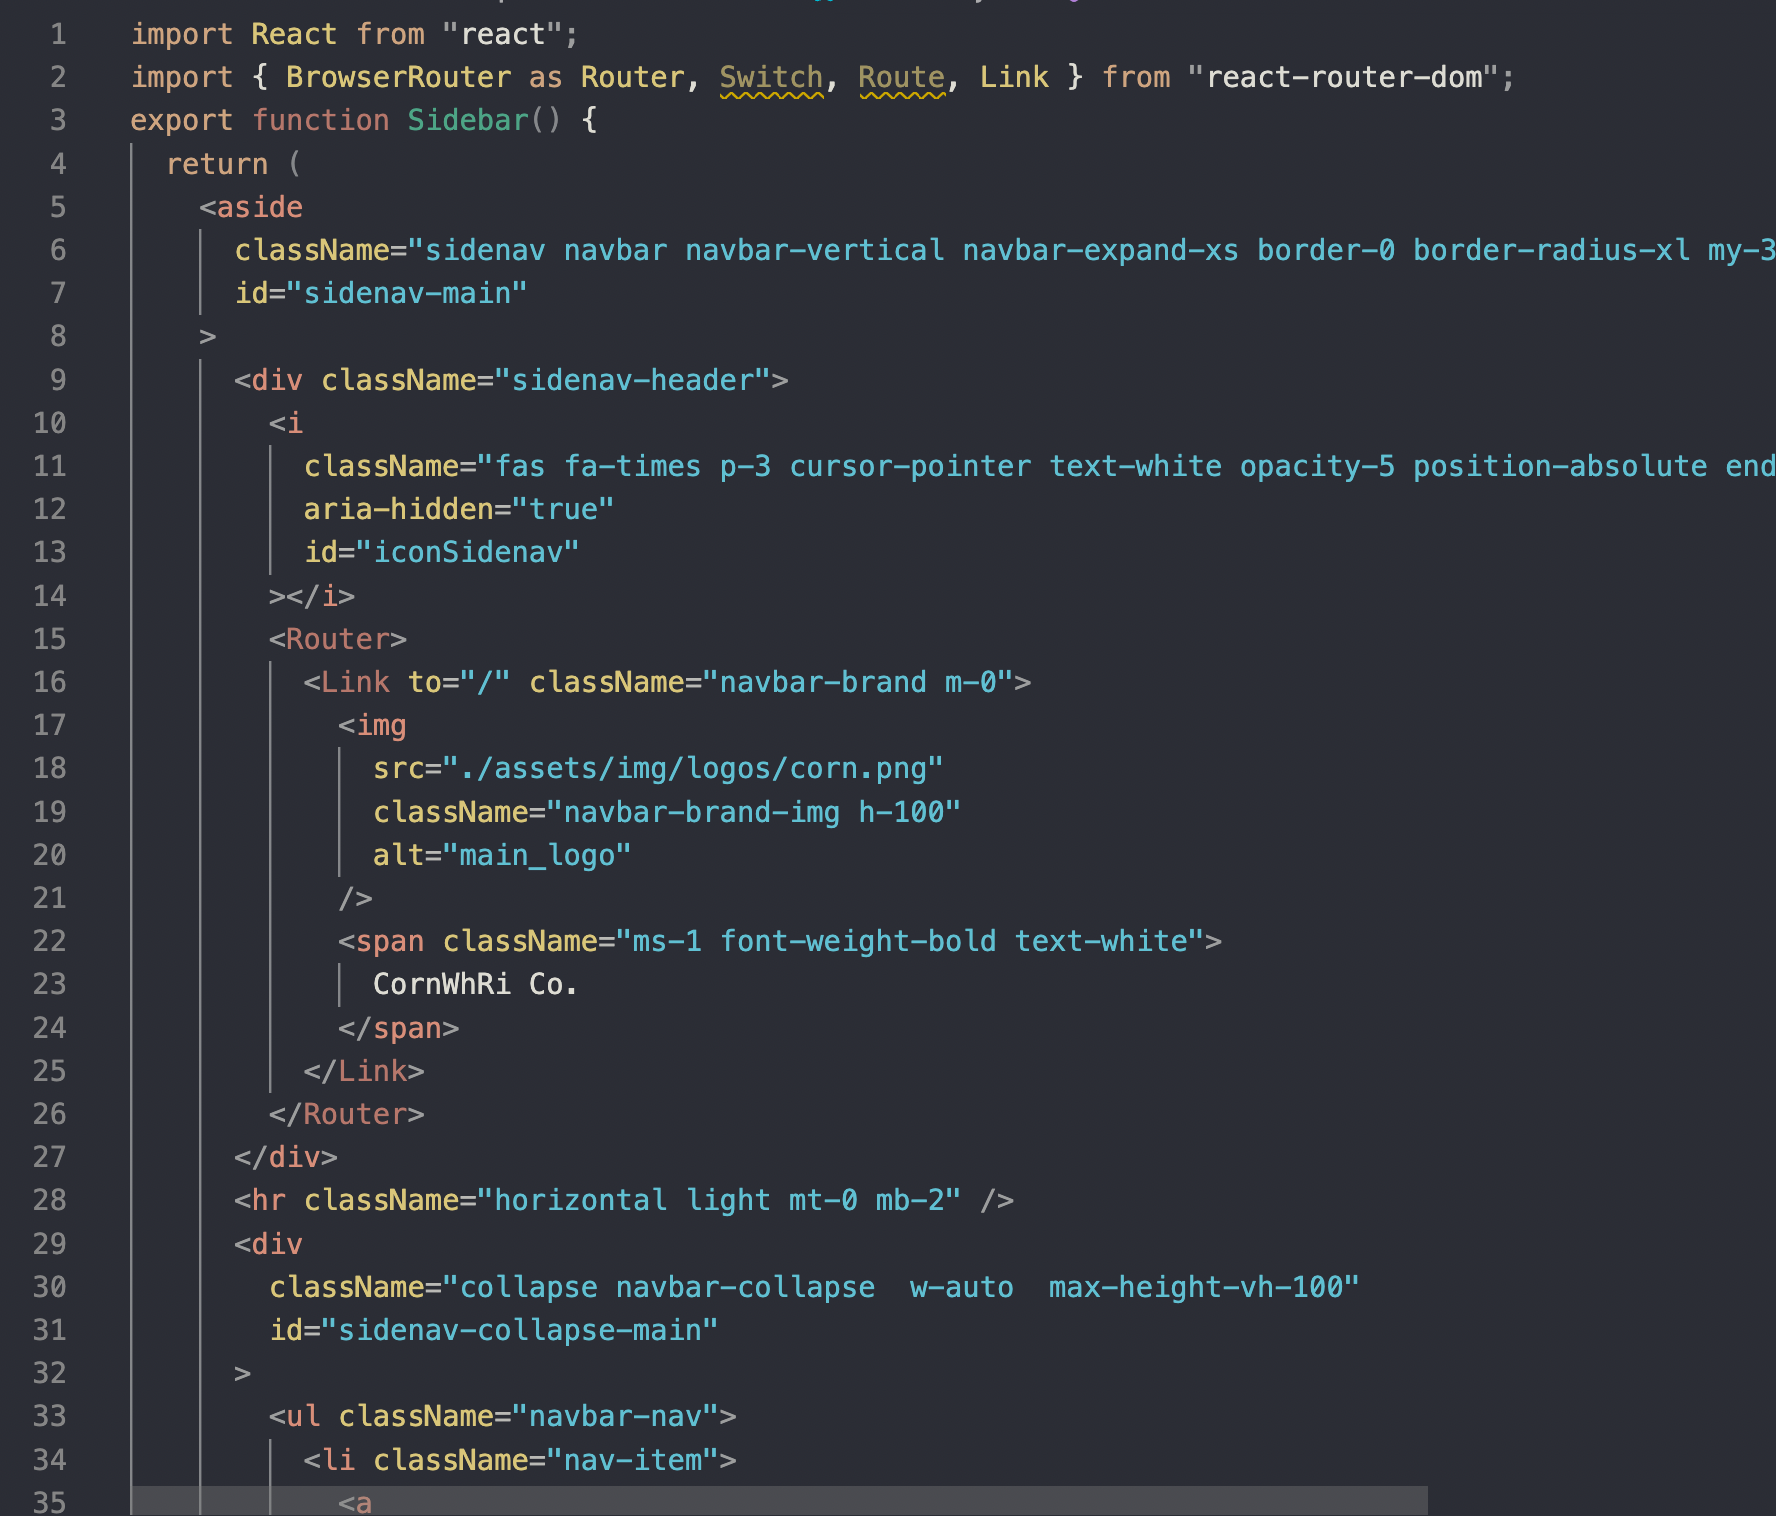 1 import React from "react";
2 import { BrowserRouter as Router, Switch, Route, Link } from "react-router-dom";
3 export function Sidebar() {
4   return (
5     <aside
6       className="sidenav navbar navbar-vertical navbar-expand-xs border-0 border-radius-xl my-3
7       id="sidenav-main"
8     >
9       <div className="sidenav-header">
10         <i
11           className="fas fa-times p-3 cursor-pointer text-white opacity-5 position-absolute end
12           aria-hidden="true"
13           id="iconSidenav"
14         ></i>
15         <Router>
16           <Link to="/" className="navbar-brand m-0">
17             <img
18               src="./assets/img/logos/corn.png"
19               className="navbar-brand-img h-100"
20               alt="main_logo"
21             />
22             <span className="ms-1 font-weight-bold text-white">
23               CornWhRi Co.
24             </span>
25           </Link>
26         </Router>
27       </div>
28       <hr className="horizontal light mt-0 mb-2" />
29       <div
30         className="collapse navbar-collapse  w-auto  max-height-vh-100"
31         id="sidenav-collapse-main"
32       >
33         <ul className="navbar-nav">
34           <li className="nav-item">
35             <a